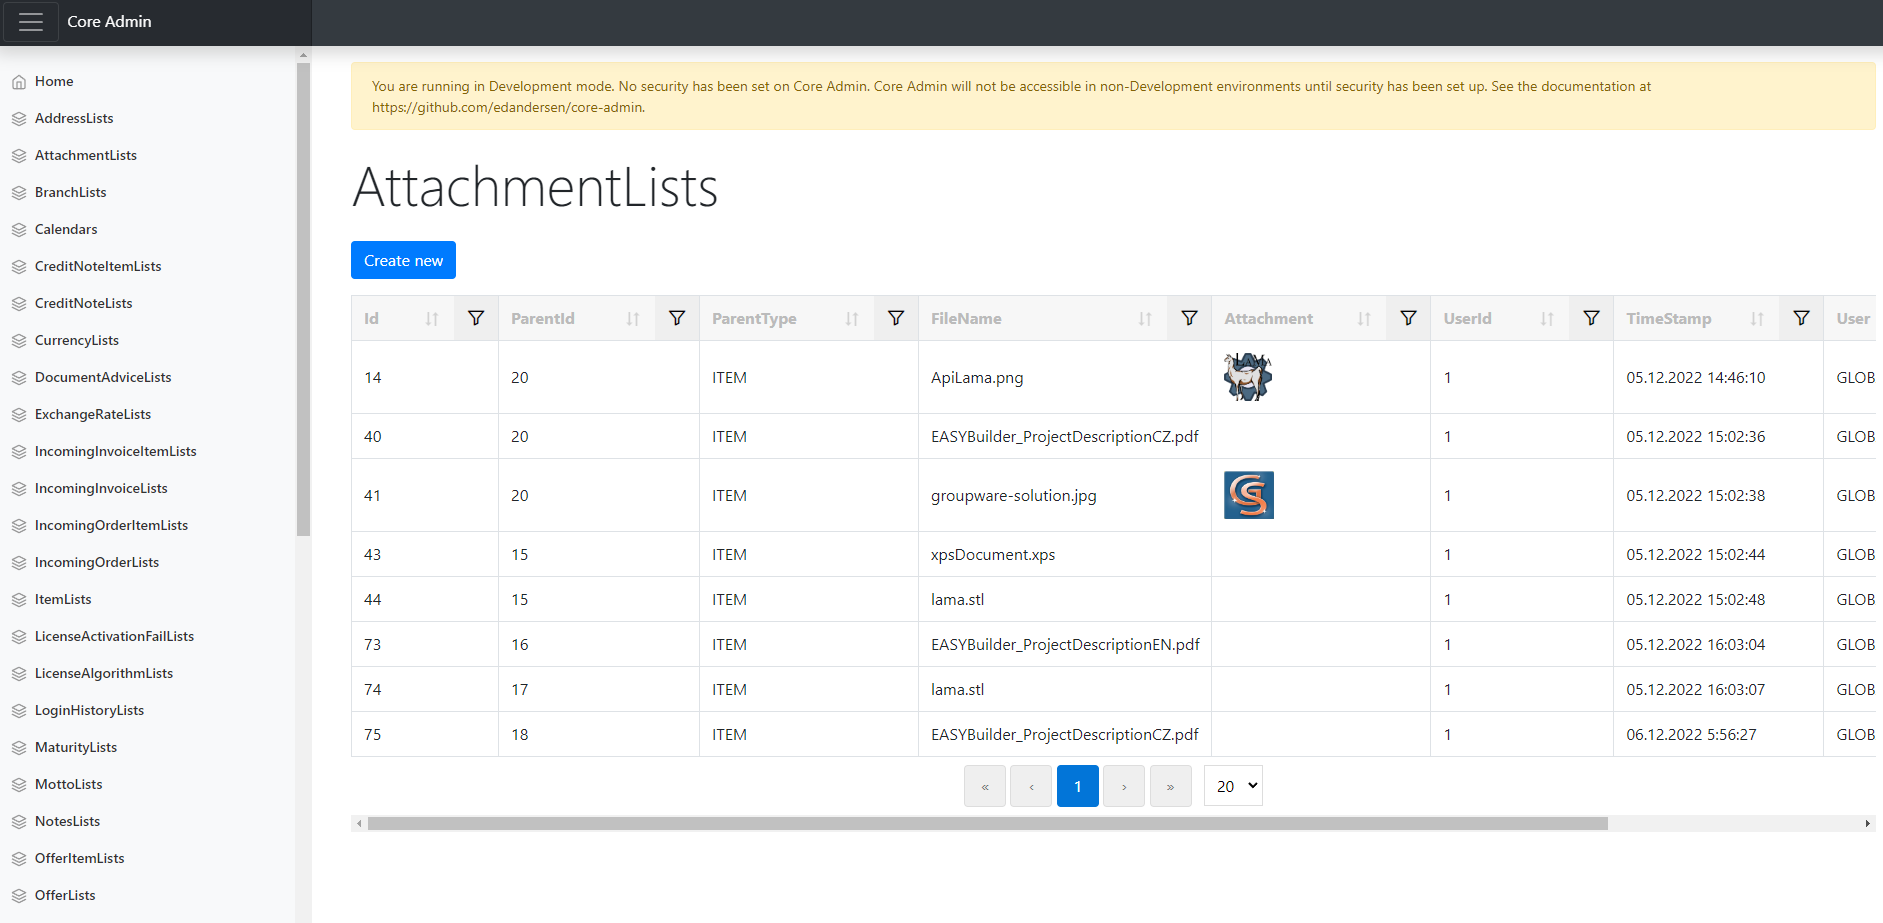 Core Admin
Home
AddressLists
AttachmentLists
BranchLists
Calendars
CreditNoteItemLists
CreditNoteLists
CurrencyLists
DocumentAdviceLists
ExchangeRateLists
IncomingInvoiceItemLists
IncomingInvoiceLists
IncomingOrderItemLists
IncomingOrderLists
ItemLists
LicenseActivationFailLists
LicenseAlgorithmLists
LoginHistoryLists
MaturityLists
MottoLists
NotesLists
OfferItemLists
OfferLists
You are running in Development mode. No security has been set on Core Admin. Core Admin will not be accessible in non-Development environments until security has been set up. See the documentation at
https://github.com/edandersen/core-admin.
AttachmentLists
Create new
Id ParentId ParentType FileName Attachment UserId TimeStamp User
14 20 ITEM ApiLama.png LAMA 1 05.12.2022 14:46:10 GLOB
40 20 ITEM EASYBuilder_ProjectDescriptionCZ.pdf 1 05.12.2022 15:02:36 GLOB
41 20 ITEM groupware-solution.jpg GS 1 05.12.2022 15:02:38 GLOB
43 15 ITEM xpsDocument.xps 1 05.12.2022 15:02:44 GLOB
44 15 ITEM lama.stl 1 05.12.2022 15:02:48 GLOB
73 16 ITEM EASYBuilder_ProjectDescriptionEN.pdf 1 05.12.2022 16:03:04 GLOB
74 17 ITEM lama.stl 1 05.12.2022 16:03:07 GLOB
75 18 ITEM EASYBuilder_ProjectDescriptionCZ.pdf 1 06.12.2022 5:56:27 GLOB
« ‹ 1 › » 20